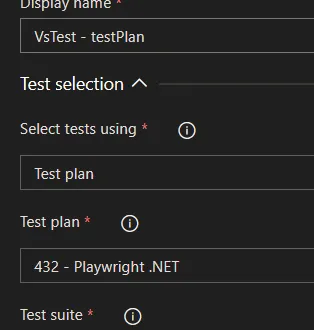 Display name *
VsTest - testPlan
Test selection
Select tests using *
Test plan
Test plan *
432 - Playwright .NET
Test suite *